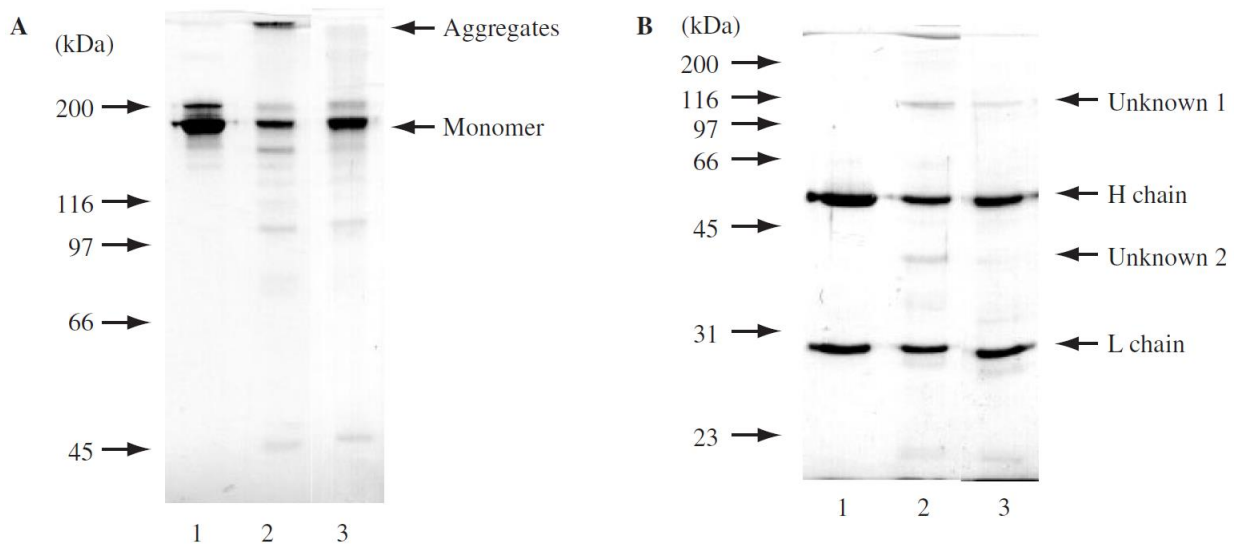 A (kDa)
Aggregates
200
Monomer
116
97
66
45
1 2 3
B (kDa)
200
116
Unknown 1
97
66
H chain
45
Unknown 2
31
L chain
23
1 2 3